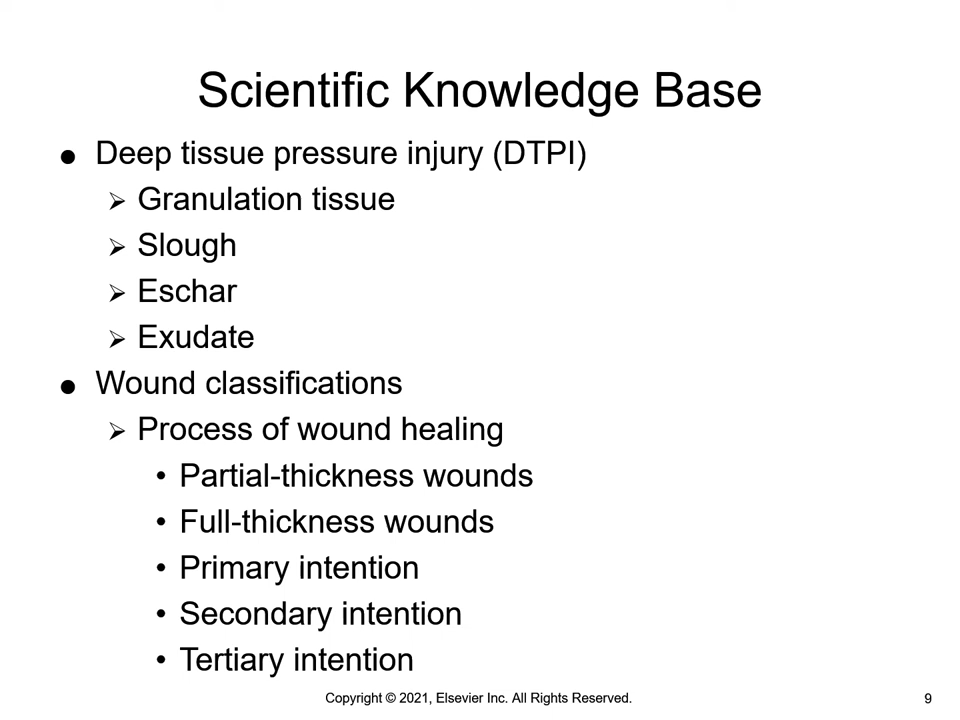 Scientific Knowledge Base
● Deep tissue pressure injury (DTPI)
➢ Granulation tissue
➢ Slough
➢ Eschar
➢ Exudate
● Wound classifications
➢ Process of wound healing
• Partial-thickness wounds
• Full-thickness wounds
• Primary intention
• Secondary intention
• Tertiary intention
Copyright © 2021, Elsevier Inc. All Rights Reserved.
9